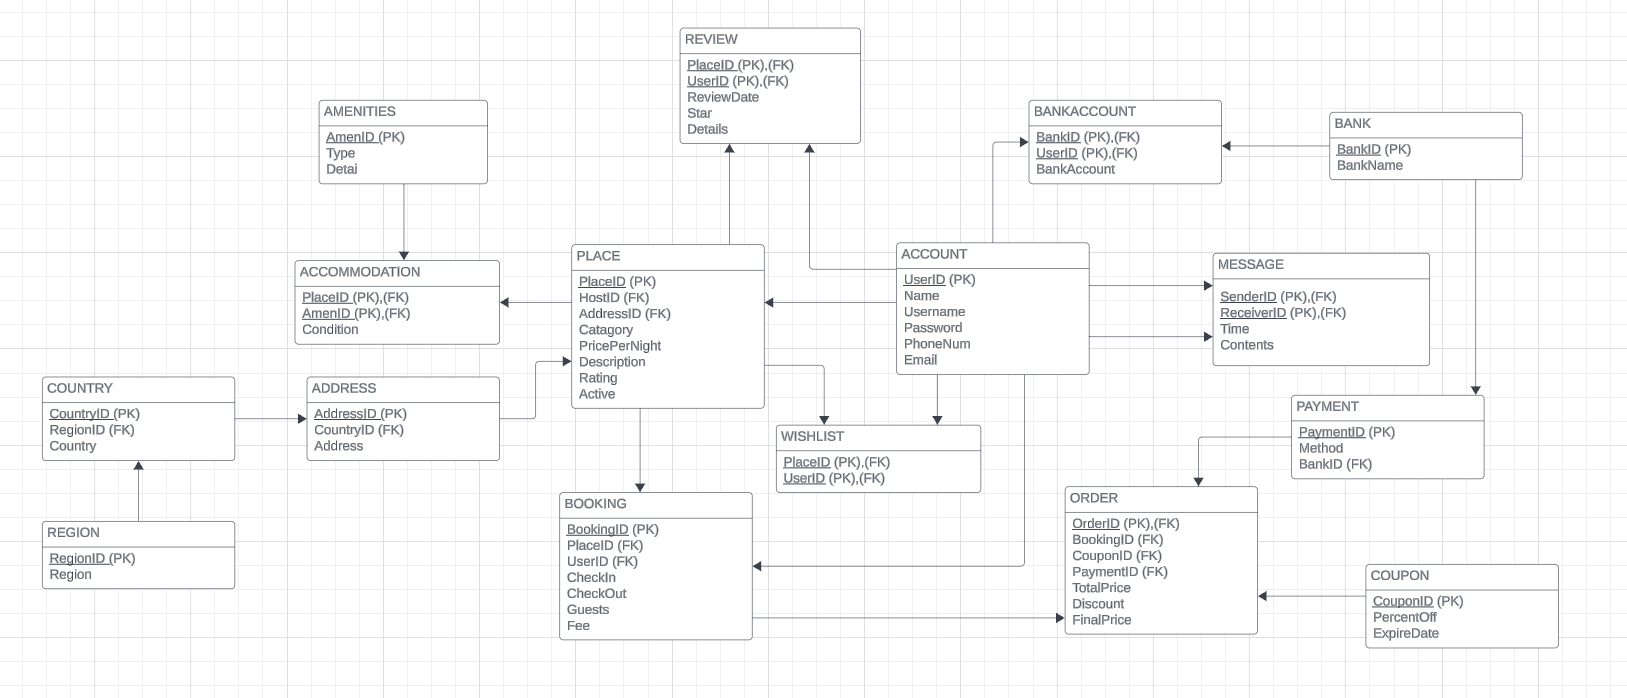 REVIEW
PlaceID (PK),(FK)
UserID (PK),(FK)
ReviewDate
Star
Details
AMENITIES
AmenID (PK)
Type
Detai
BANKACCOUNT
BankID (PK),(FK)
UserID (PK),(FK)
BankAccount
BANK
BankID (PK)
BankName
ACCOMMODATION
PlaceID (PK),(FK)
AmenID (PK),(FK)
Condition
PLACE
PlaceID (PK)
HostID (FK)
AddressID (FK)
Catagory
PricePerNight
Description
Rating
Active
ACCOUNT
UserID (PK)
Name
Username
Password
PhoneNum
Email
MESSAGE
SenderID (PK),(FK)
ReceiverID (PK),(FK)
Time
Contents
COUNTRY
CountryID (PK)
RegionID (FK)
Country
ADDRESS
AddressID (PK)
CountryID (FK)
Address
WISHLIST
PlaceID (PK),(FK)
UserID (PK),(FK)
PAYMENT
PaymentID (PK)
Method
BankID (FK)
REGION
RegionID (PK)
Region
BOOKING
BookingID (PK)
PlaceID (FK)
UserID (FK)
CheckIn
CheckOut
Guests
Fee
ORDER
OrderID (PK),(FK)
BookingID (FK)
CouponID (FK)
PaymentID (FK)
TotalPrice
Discount
FinalPrice
COUPON
CouponID (PK)
PercentOff
ExpireDate